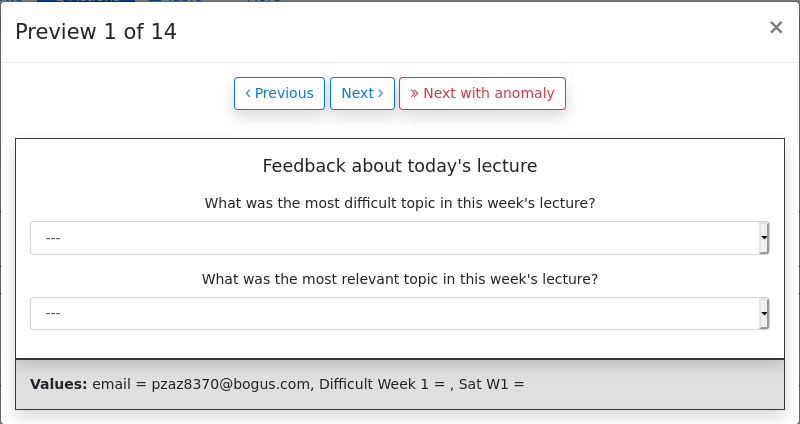 Preview 1 of 14
×
‹ Previous
Next ›
» Next with anomaly
Feedback about today's lecture
What was the most difficult topic in this week's lecture?
---
What was the most relevant topic in this week's lecture?
---
Values: email = pzaz8370@bogus.com, Difficult Week 1 = , Sat W1 =